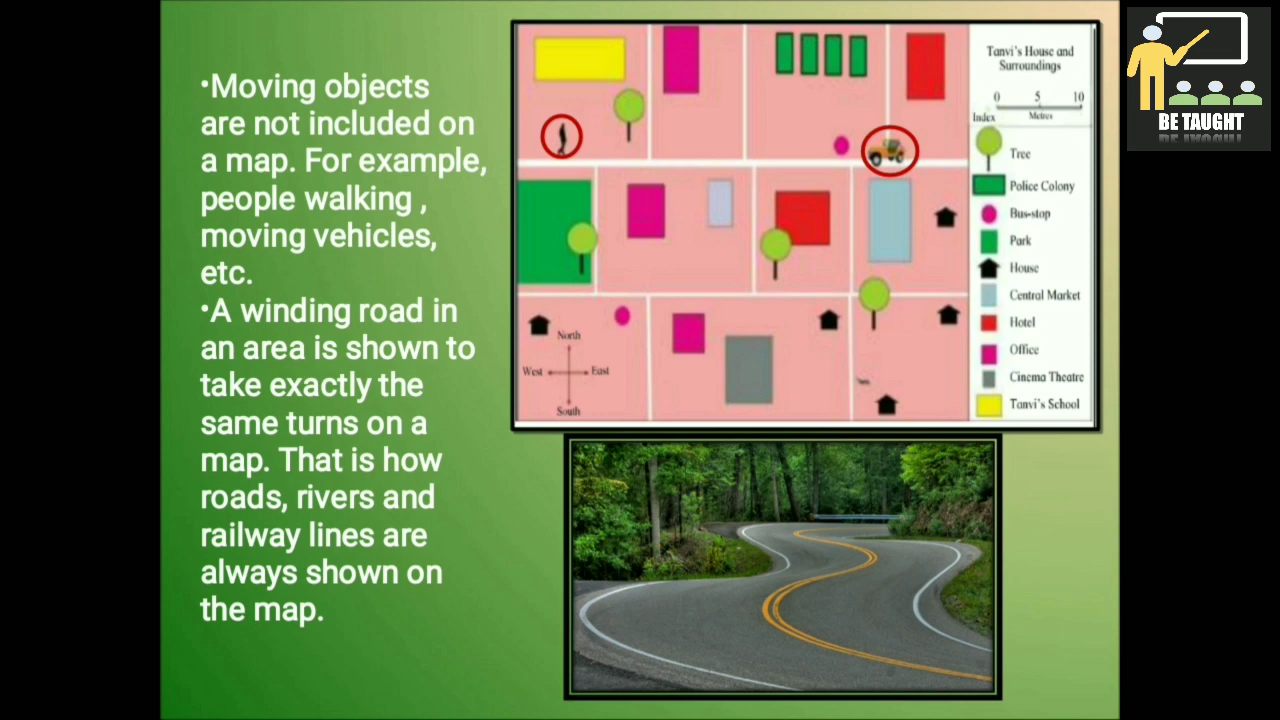 •Moving objects
are not included on
a map. For example,
people walking ,
moving vehicles,
etc.
•A winding road in
an area is shown to
take exactly the
same turns on a
map. That is how
roads, rivers and
railway lines are
always shown on
the map.
Tanvi's House and
Surroundings
0 5 10
Metres
Index
Tree
Police Colony
Bus-stop
Park
House
Central Market
Hotel
Office
Cinema Theatre
Tanvi's School
North
West East
South
BE TAUGHT